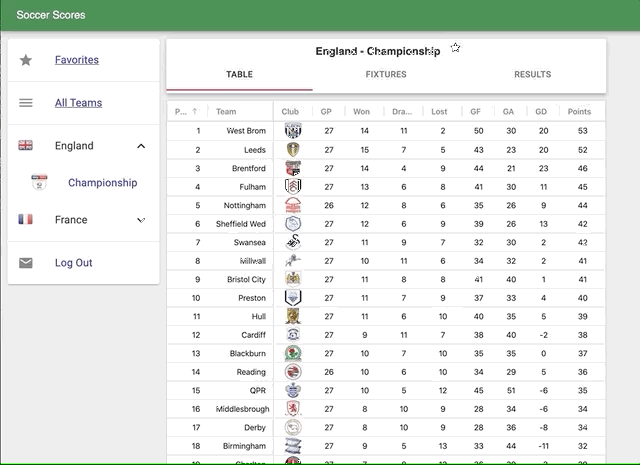 Soccer Scores
Favorites
All Teams
England
Championship
France
Log Out
England - Championship
TABLE FIXTURES RESULTS
P... Team Club GP Won Dra... Lost GF GA GD Points
1 West Brom 27 14 11 2 50 30 20 53
2 Leeds 27 15 7 5 43 23 20 52
3 Brentford 27 14 4 9 44 21 23 46
4 Fulham 27 13 6 8 41 30 11 45
5 Nottingham 26 12 8 6 35 26 9 44
6 Sheffield Wed 27 12 6 9 39 26 13 42
7 Swansea 27 11 9 7 32 30 2 42
8 Millwall 27 10 11 6 34 32 2 41
9 Bristol City 27 11 8 8 41 40 1 41
10 Preston 27 11 7 9 37 33 4 40
11 Hull 27 11 6 10 40 35 5 39
12 Cardiff 27 9 11 7 38 40 -2 38
13 Blackburn 27 10 7 10 35 35 0 37
14 Reading 26 10 6 10 34 29 5 36
15 QPR 27 10 5 12 45 51 -6 35
16 Middlesbrough 27 8 10 9 28 34 -6 34
17 Derby 27 8 10 9 28 36 -8 34
18 Birmingham 27 9 5 13 33 44 -11 32